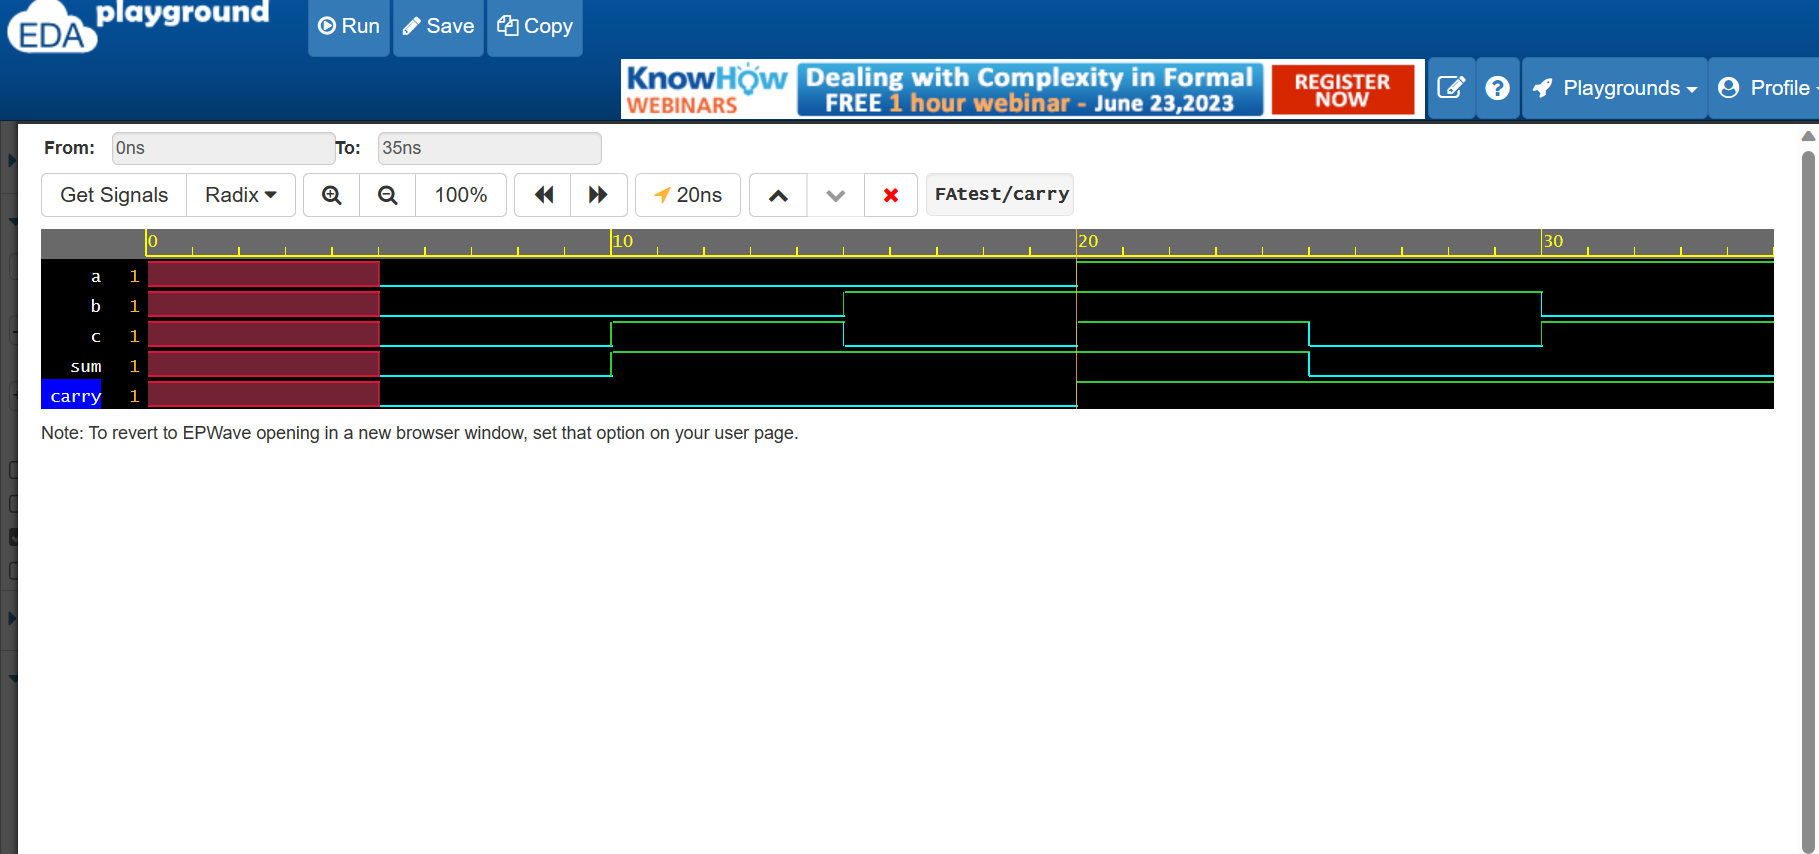 EDA playground
Run Save Copy
KnowHow WEBINARS
Dealing with Complexity in Formal
FREE 1 hour webinar - June 23,2023
REGISTER NOW
Playgrounds Profile
From: 0ns To: 35ns
Get Signals Radix 100% 20ns FAtest/carry
0 10 20 30
a 1
b 1
c 1
sum 1
carry 1
Note: To revert to EPWave opening in a new browser window, set that option on your user page.